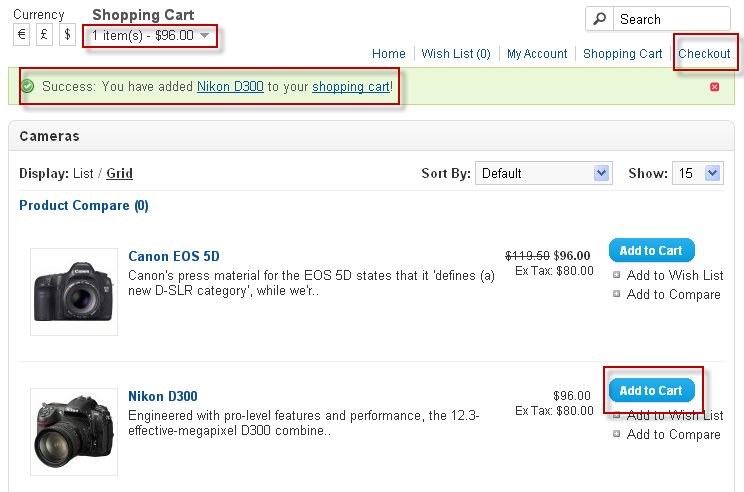 Currency
€ £ $
Shopping Cart
1 item(s) - $96.00
Search
Home Wish List (0) My Account Shopping Cart Checkout
Success: You have added Nikon D300 to your shopping cart!
Cameras
Display: List / Grid
Sort By: Default Show: 15
Product Compare (0)
Canon EOS 5D
Canon's press material for the EOS 5D states that it 'defines (a)
new D-SLR category', while we'r..
$119.50 $96.00
Ex Tax: $80.00
Add to Cart
Add to Wish List
Add to Compare
Nikon D300
Engineered with pro-level features and performance, the 12.3-
effective-megapixel D300 combine..
$96.00
Ex Tax: $80.00
Add to Cart
Add to Wish List
Add to Compare